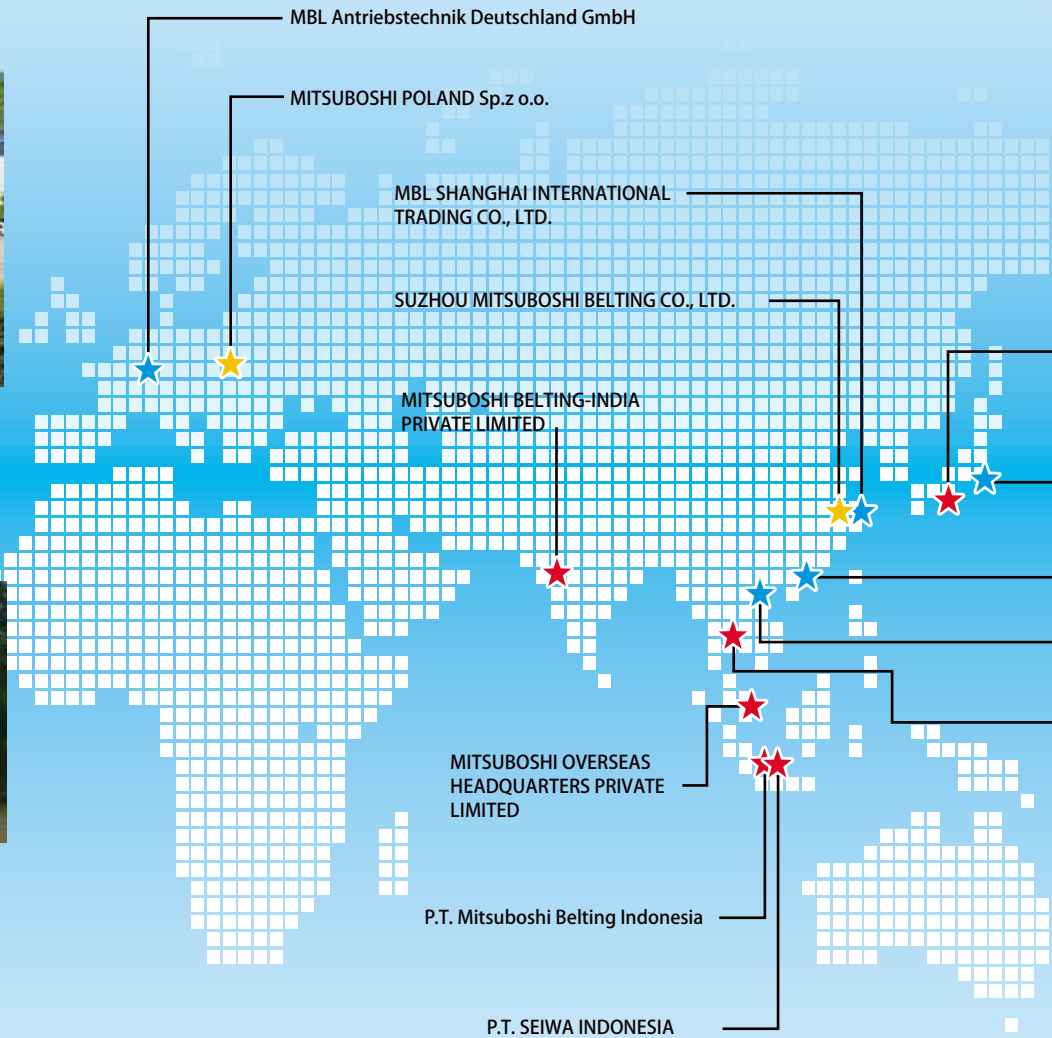 MBL Antriebstechnik Deutschland GmbH
MITSUBOSHI POLAND Sp.z o.o.
MBL SHANGHAI INTERNATIONAL
TRADING CO., LTD.
SUZHOU MITSUBOSHI BELTING CO., LTD.
MITSUBOSHI BELTING-INDIA
PRIVATE LIMITED
MITSUBOSHI OVERSEAS
HEADQUARTERS PRIVATE
LIMITED
P.T. Mitsuboshi Belting Indonesia
P.T. SEIWA INDONESIA